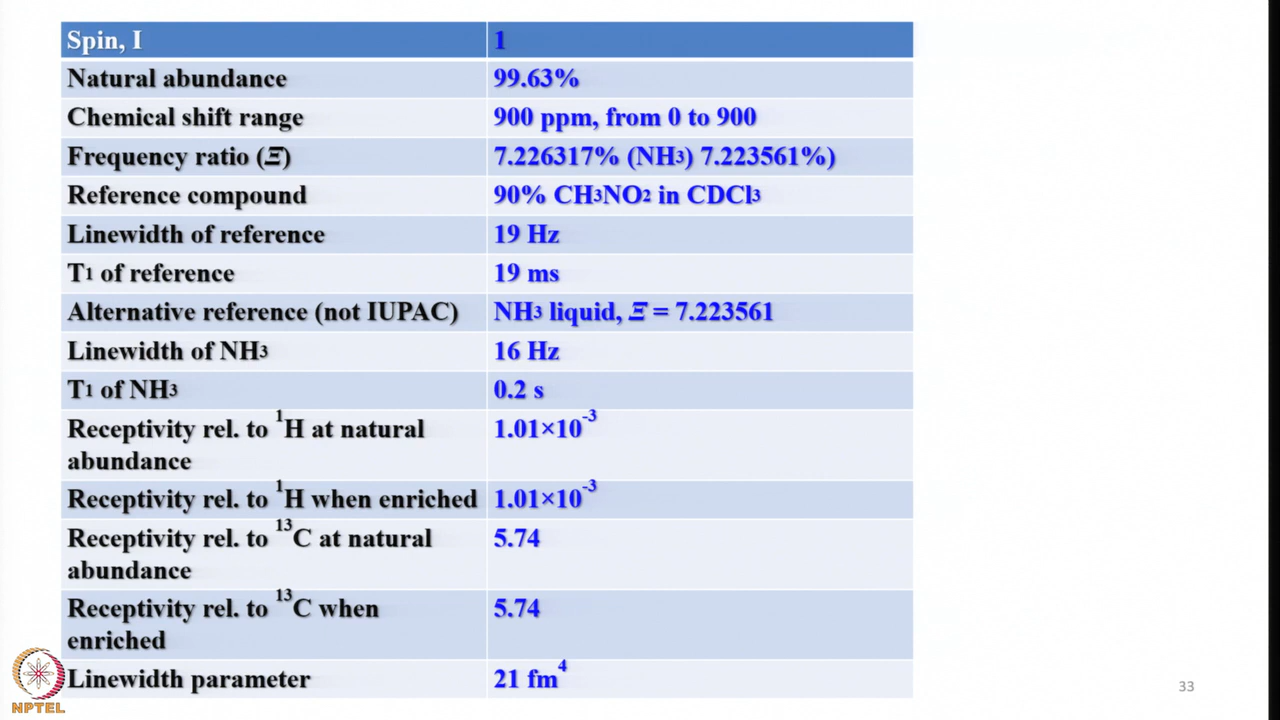 Spin, I 1
Natural abundance 99.63%
Chemical shift range 900 ppm, from 0 to 900
Frequency ratio (Ξ) 7.226317% (NH₃) 7.223561%)
Reference compound 90% CH₃NO₂ in CDCl₃
Linewidth of reference 19 Hz
T₁ of reference 19 ms
Alternative reference (not IUPAC) NH₃ liquid, Ξ = 7.223561
Linewidth of NH₃ 16 Hz
T₁ of NH₃ 0.2 s
Receptivity rel. to ¹H at natural 1.01×10⁻³
abundance
Receptivity rel. to ¹H when enriched 1.01×10⁻³
Receptivity rel. to ¹³C at natural 5.74
abundance
Receptivity rel. to ¹³C when 5.74
enriched
Linewidth parameter 21 fm⁴
33
NPTEL